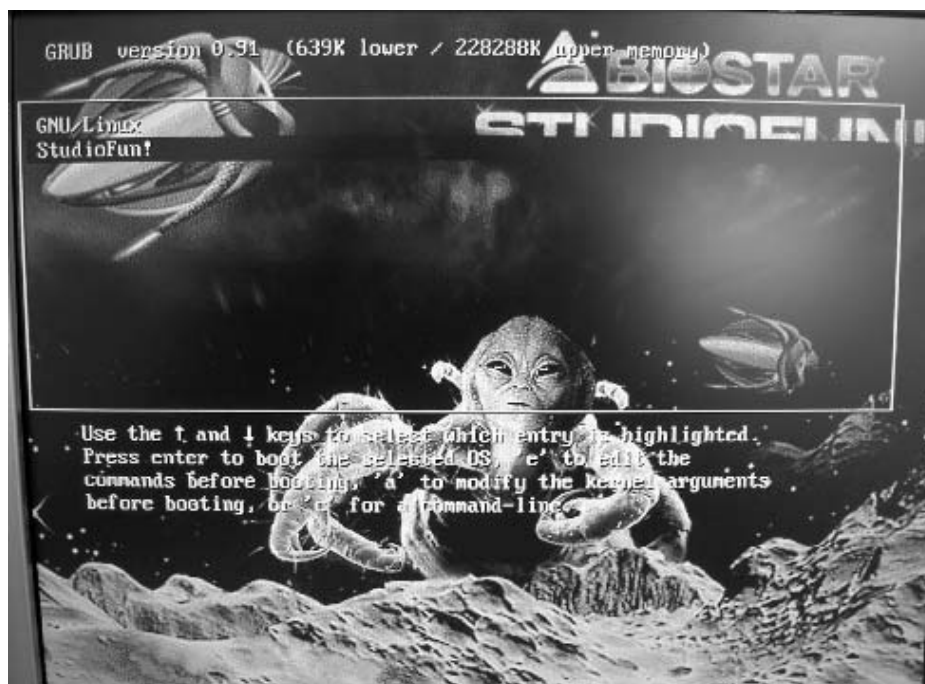 GRUB version 0.91 (639K lower / 228288K upper memory)
BIOSTAR
STUDIOFUN!
GNU/Linux
StudioFun!
Use the ↑ and ↓ keys to select which entry is highlighted.
Press enter to boot the selected OS, 'e' to edit the
commands before booting, 'a' to modify the kernel arguments
before booting, or 'c' for a command-line.